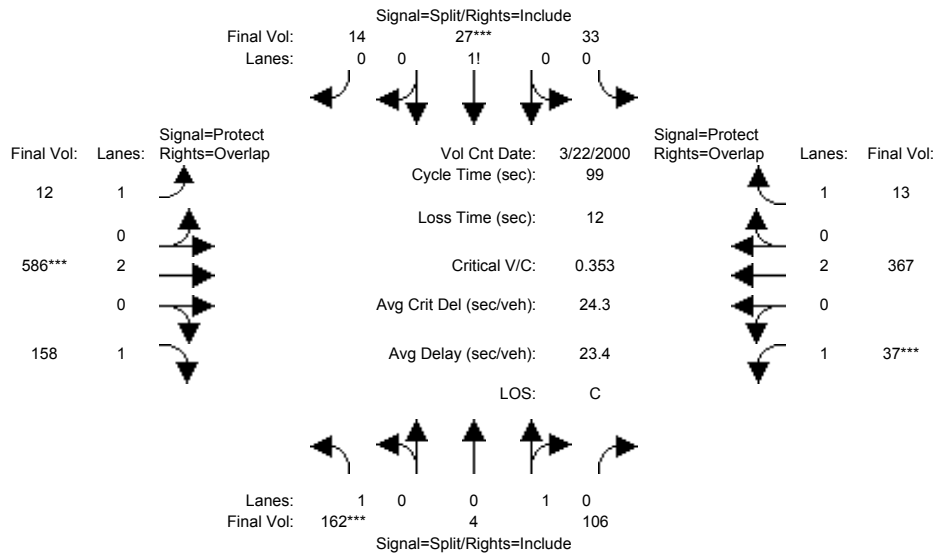 Signal=Split/Rights=Include
Final Vol: 14 27*** 33
Lanes: 0 0 1! 0 0
Signal=Protect Signal=Protect
Final Vol: Lanes: Rights=Overlap Vol Cnt Date: 3/22/2000 Rights=Overlap Lanes: Final Vol:
Cycle Time (sec): 99
12 1 1 13
Loss Time (sec): 12
0 0
586*** 2 Critical V/C: 0.353 2 367
0 Avg Crit Del (sec/veh): 24.3 0
158 1 Avg Delay (sec/veh): 23.4 1 37***
LOS: C
Lanes: 1 0 0 1 0
Final Vol: 162*** 4 106
Signal=Split/Rights=Include